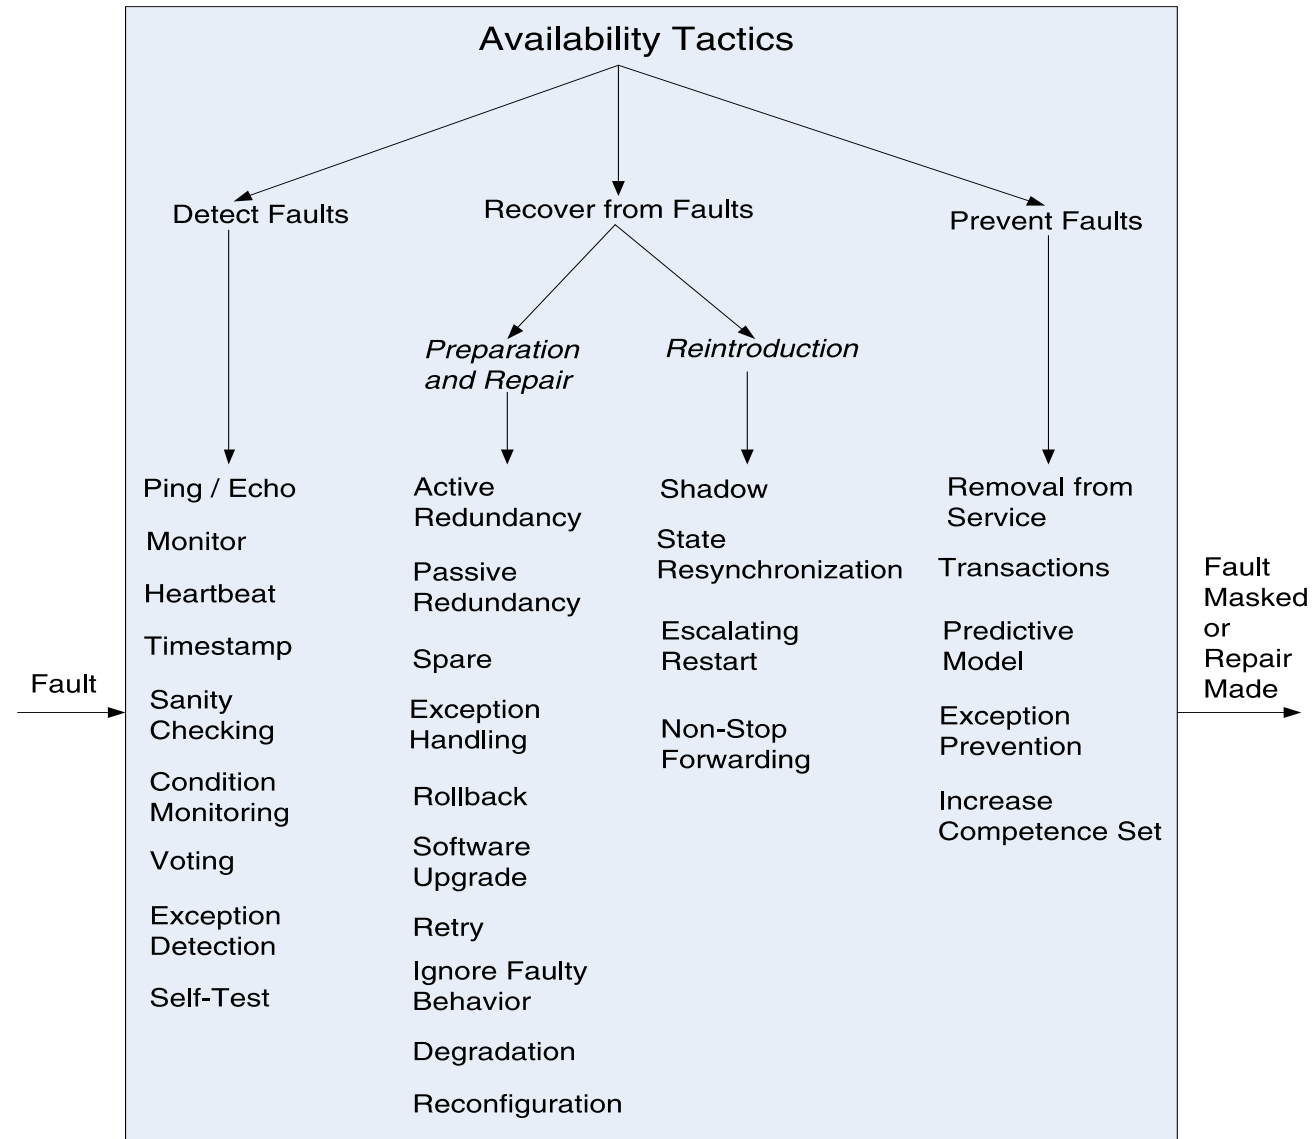 Availability Tactics
Detect Faults
Recover from Faults
Prevent Faults
Preparation
and Repair
Reintroduction
Ping / Echo
Monitor
Heartbeat
Timestamp
Sanity
Checking
Condition
Monitoring
Voting
Exception
Detection
Self-Test
Active
Redundancy
Passive
Redundancy
Spare
Exception
Handling
Rollback
Software
Upgrade
Retry
Ignore Faulty
Behavior
Degradation
Reconfiguration
Shadow
State
Resynchronization
Escalating
Restart
Non-Stop
Forwarding
Removal from
Service
Transactions
Predictive
Model
Exception
Prevention
Increase
Competence Set
Fault
Fault
Masked
or
Repair
Made